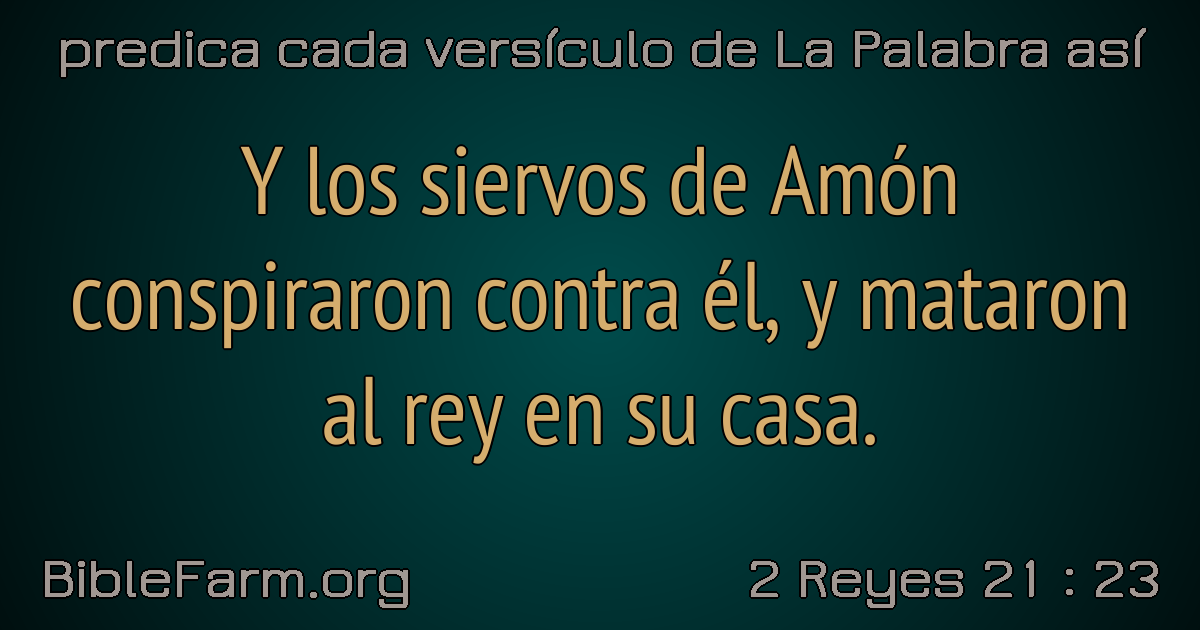 predica cada versículo de La Palabra así
Y los siervos de Amón
conspiraron contra él, y mataron
al rey en su casa.
BibleFarm.org
2 Reyes 21 : 23